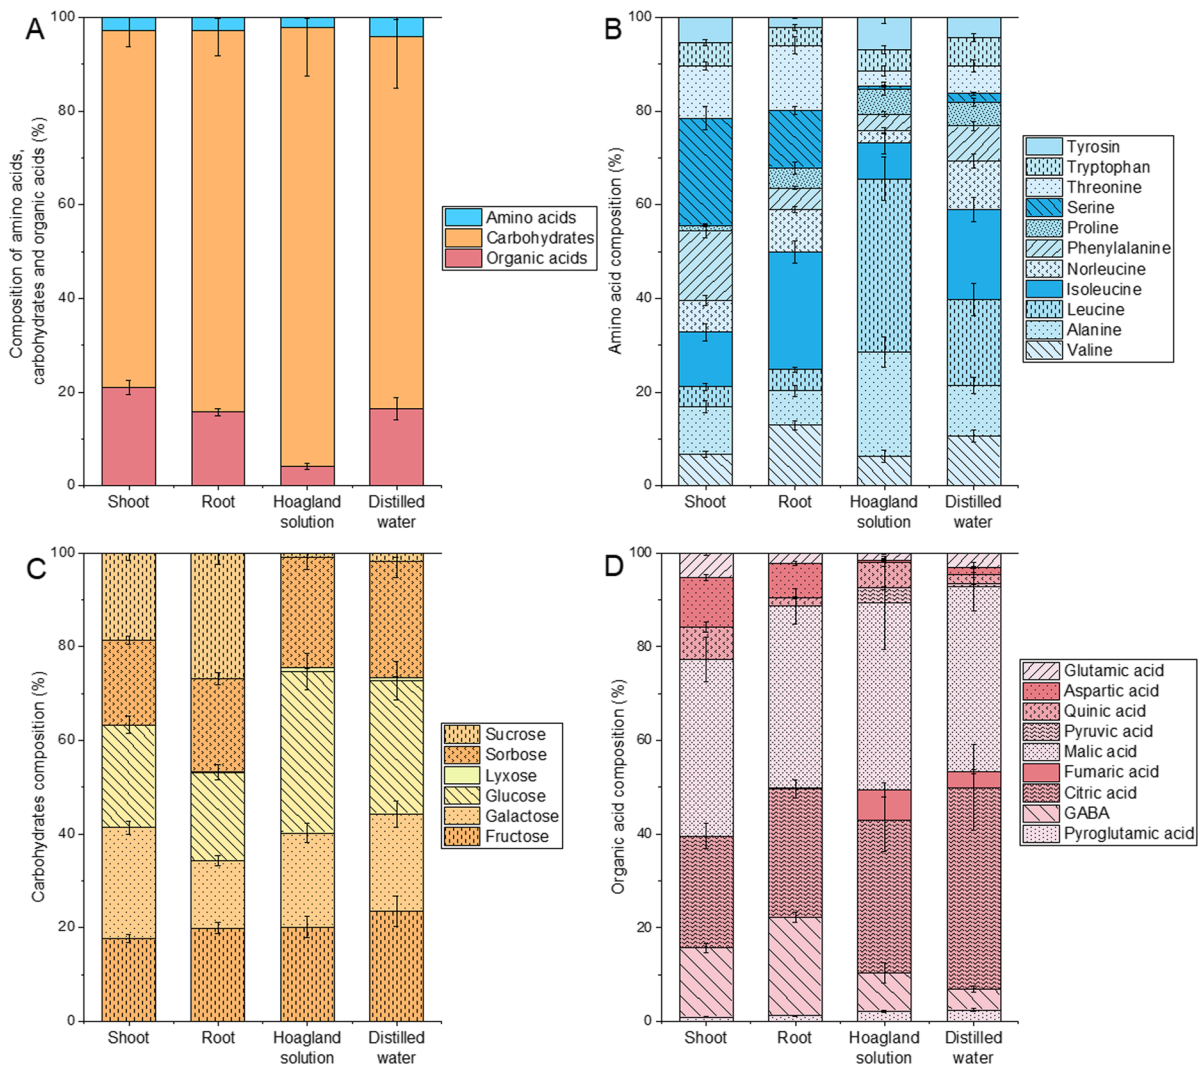 A
Composition of amino acids,
carbohydrates and organic acids (%)
100
80
60
40
20
0
Shoot
Root
Hoagland
solution
Distilled
water
Amino acids
Carbohydrates
Organic acids
B
Amino acid composition (%)
100
80
60
40
20
0
Shoot
Root
Hoagland
solution
Distilled
water
Tyrosin
Tryptophan
Threonine
Serine
Proline
Phenylalanine
Norleucine
Isoleucine
Leucine
Alanine
Valine
C
Carbohydrates composition (%)
100
80
60
40
20
0
Shoot
Root
Hoagland
solution
Distilled
water
Sucrose
Sorbose
Lyxose
Glucose
Galactose
Fructose
D
Organic acid composition (%)
100
80
60
40
20
0
Shoot
Root
Hoagland
solution
Distilled
water
Glutamic acid
Aspartic acid
Quinic acid
Pyruvic acid
Malic acid
Fumaric acid
Citric acid
GABA
Pyroglutamic acid